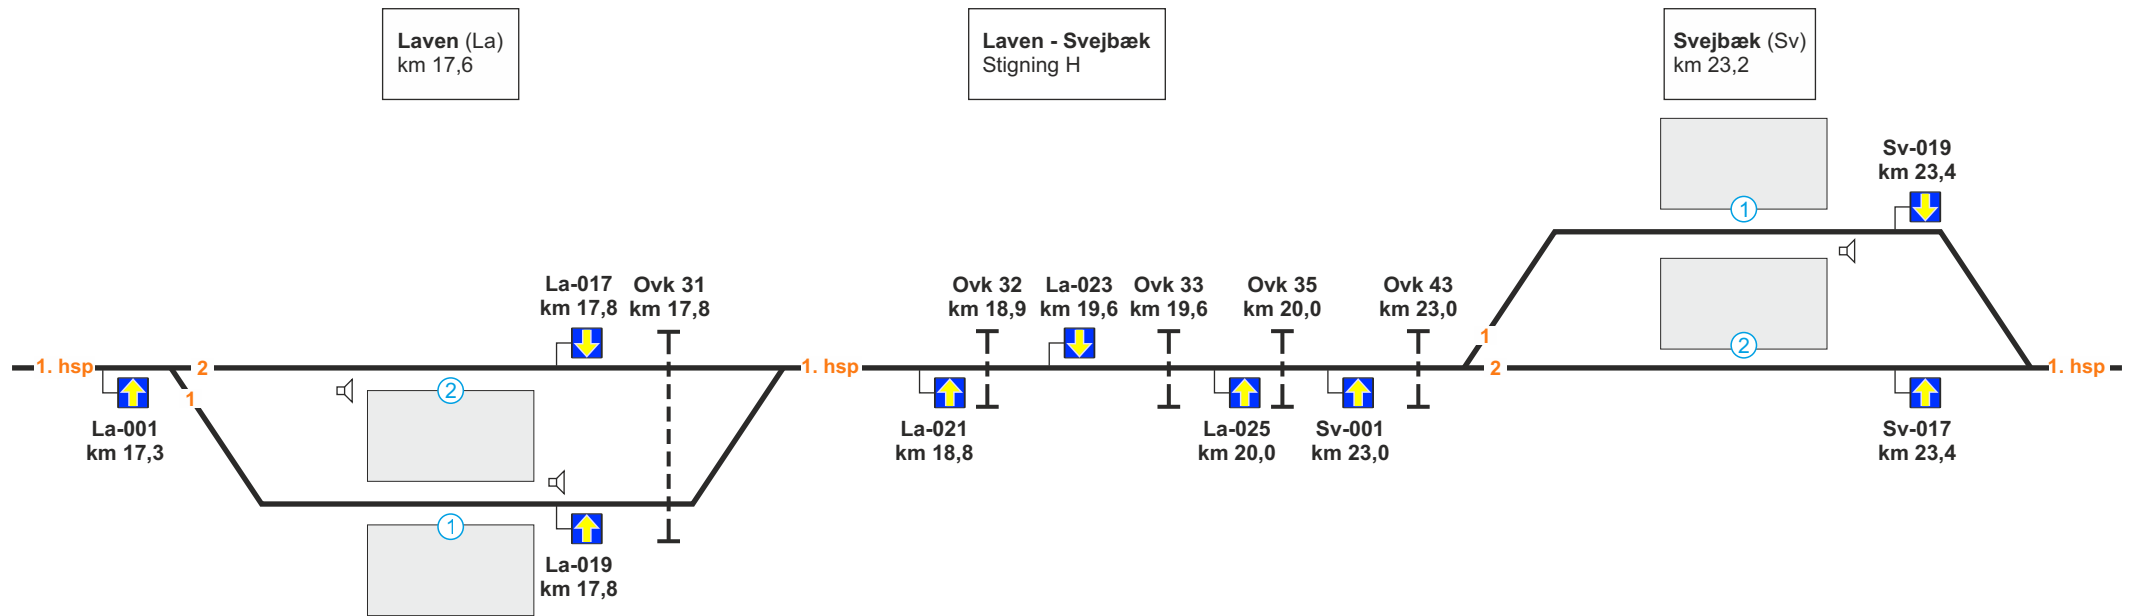 Laven (La)
km 17,6
Laven - Svejbæk
Stigning H
Svejbæk (Sv)
km 23,2
Sv-019
km 23,4
1
La-017
km 17,8
Ovk 31
km 17,8
Ovk 32
km 18,9
La-023
km 19,6
Ovk 33
km 19,6
Ovk 35
km 20,0
Ovk 43
km 23,0
1
2
1. hsp
2
1. hsp
2
1. hsp
1
2
La-001
km 17,3
La-021
km 18,8
La-025
km 20,0
Sv-001
km 23,0
Sv-017
km 23,4
1
La-019
km 17,8